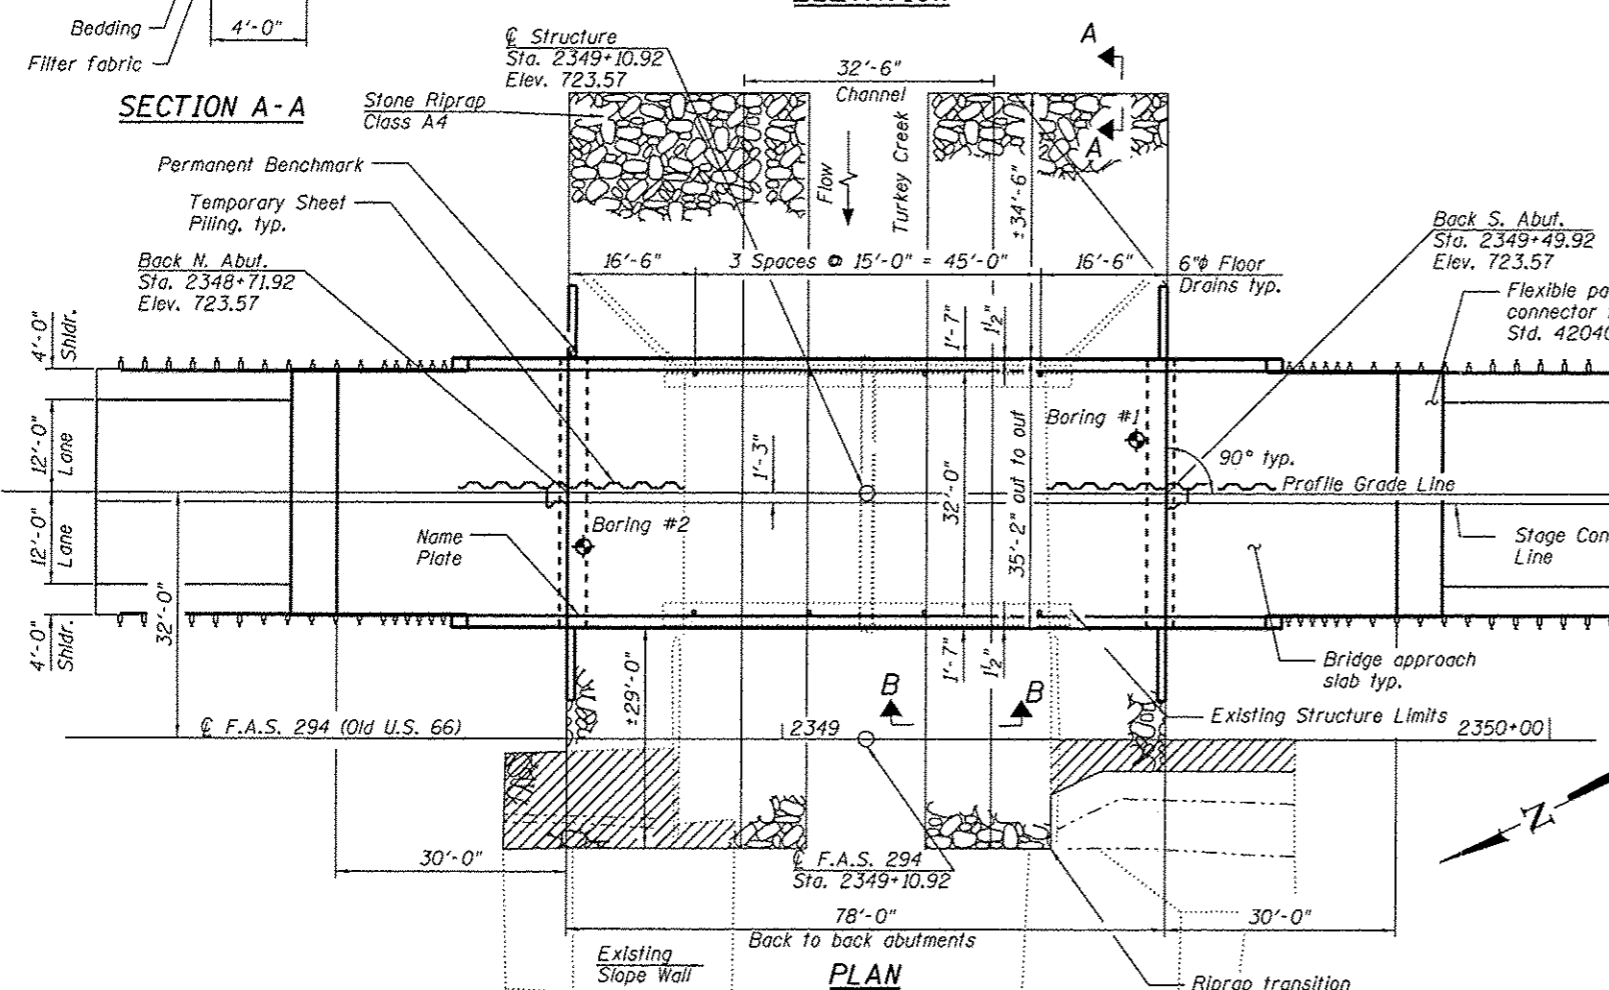 Bedding
4'-0"
Filter fabric
SECTION A-A
℄ Structure
Sta. 2349+10.92
Elev. 723.57
Stone Riprap
Class A4
32'-6"
Channel
A
A
Flow
Turkey Creek
±34'-6"
Permanent Benchmark
Temporary Sheet
Piling, typ.
Back N. Abut.
Sta. 2348+71.92
Elev. 723.57
16'-6"
3 Spaces @ 15'-0" = 45'-0"
16'-6"
6"ϕ Floor
Drains typ.
Back S. Abut.
Sta. 2349+49.92
Elev. 723.57
Flexible pa
connector
Std. 4204
4'-0"
Shldr.
1'-7"
1½"
12'-0"
Lane
1'-3"
32'-0"
35'-2" out to out
Boring #1
90° typ.
Profile Grade Line
12'-0"
Lane
Boring #2
Name
Plate
Stage Con
Line
32'-0"
4'-0"
Shldr.
±29'-0"
1'-7"
1½"
Bridge approach
slab typ.
B
B
Existing Structure Limits
℄ F.A.S. 294 (Old U.S. 66)
2349
2350+00
N
30'-0"
℄ F.A.S. 294
Sta. 2349+10.92
78'-0"
Back to back abutments
30'-0"
Existing
Slope Wall
PLAN
Riprap transition